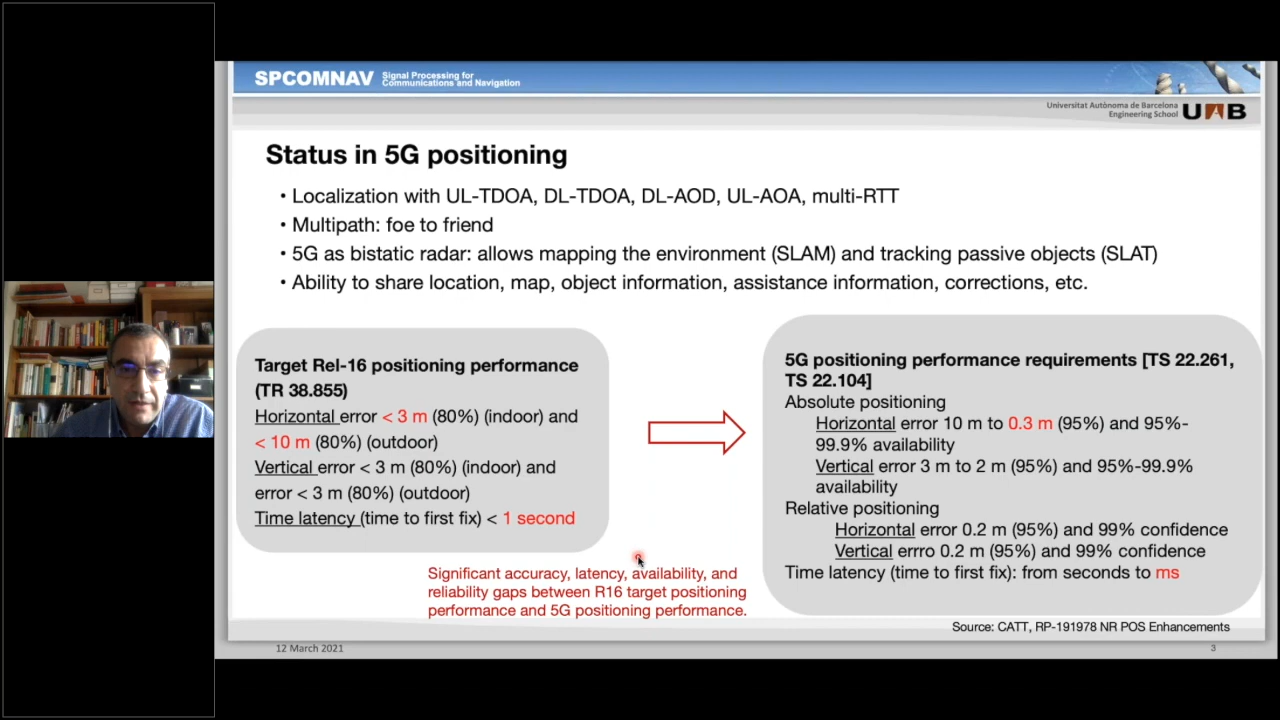 SPCOMNAV Signal Processing for
Communications and Navigation
Universitat Autònoma de Barcelona
Engineering School UAB
Status in 5G positioning
• Localization with UL-TDOA, DL-TDOA, DL-AOD, UL-AOA, multi-RTT
• Multipath: foe to friend
• 5G as bistatic radar: allows mapping the environment (SLAM) and tracking passive objects (SLAT)
• Ability to share location, map, object information, assistance information, corrections, etc.
Target Rel-16 positioning performance
(TR 38.855)
Horizontal error < 3 m (80%) (indoor) and
< 10 m (80%) (outdoor)
Vertical error < 3 m (80%) (indoor) and
error < 3 m (80%) (outdoor)
Time latency (time to first fix) < 1 second
5G positioning performance requirements [TS 22.261,
TS 22.104]
Absolute positioning
Horizontal error 10 m to 0.3 m (95%) and 95%-
99.9% availability
Vertical error 3 m to 2 m (95%) and 95%-99.9%
availability
Relative positioning
Horizontal error 0.2 m (95%) and 99% confidence
Vertical errro 0.2 m (95%) and 99% confidence
Time latency (time to first fix): from seconds to ms
Significant accuracy, latency, availability, and
reliability gaps between R16 target positioning
performance and 5G positioning performance.
Source: CATT, RP-191978 NR POS Enhancements
12 March 2021
3